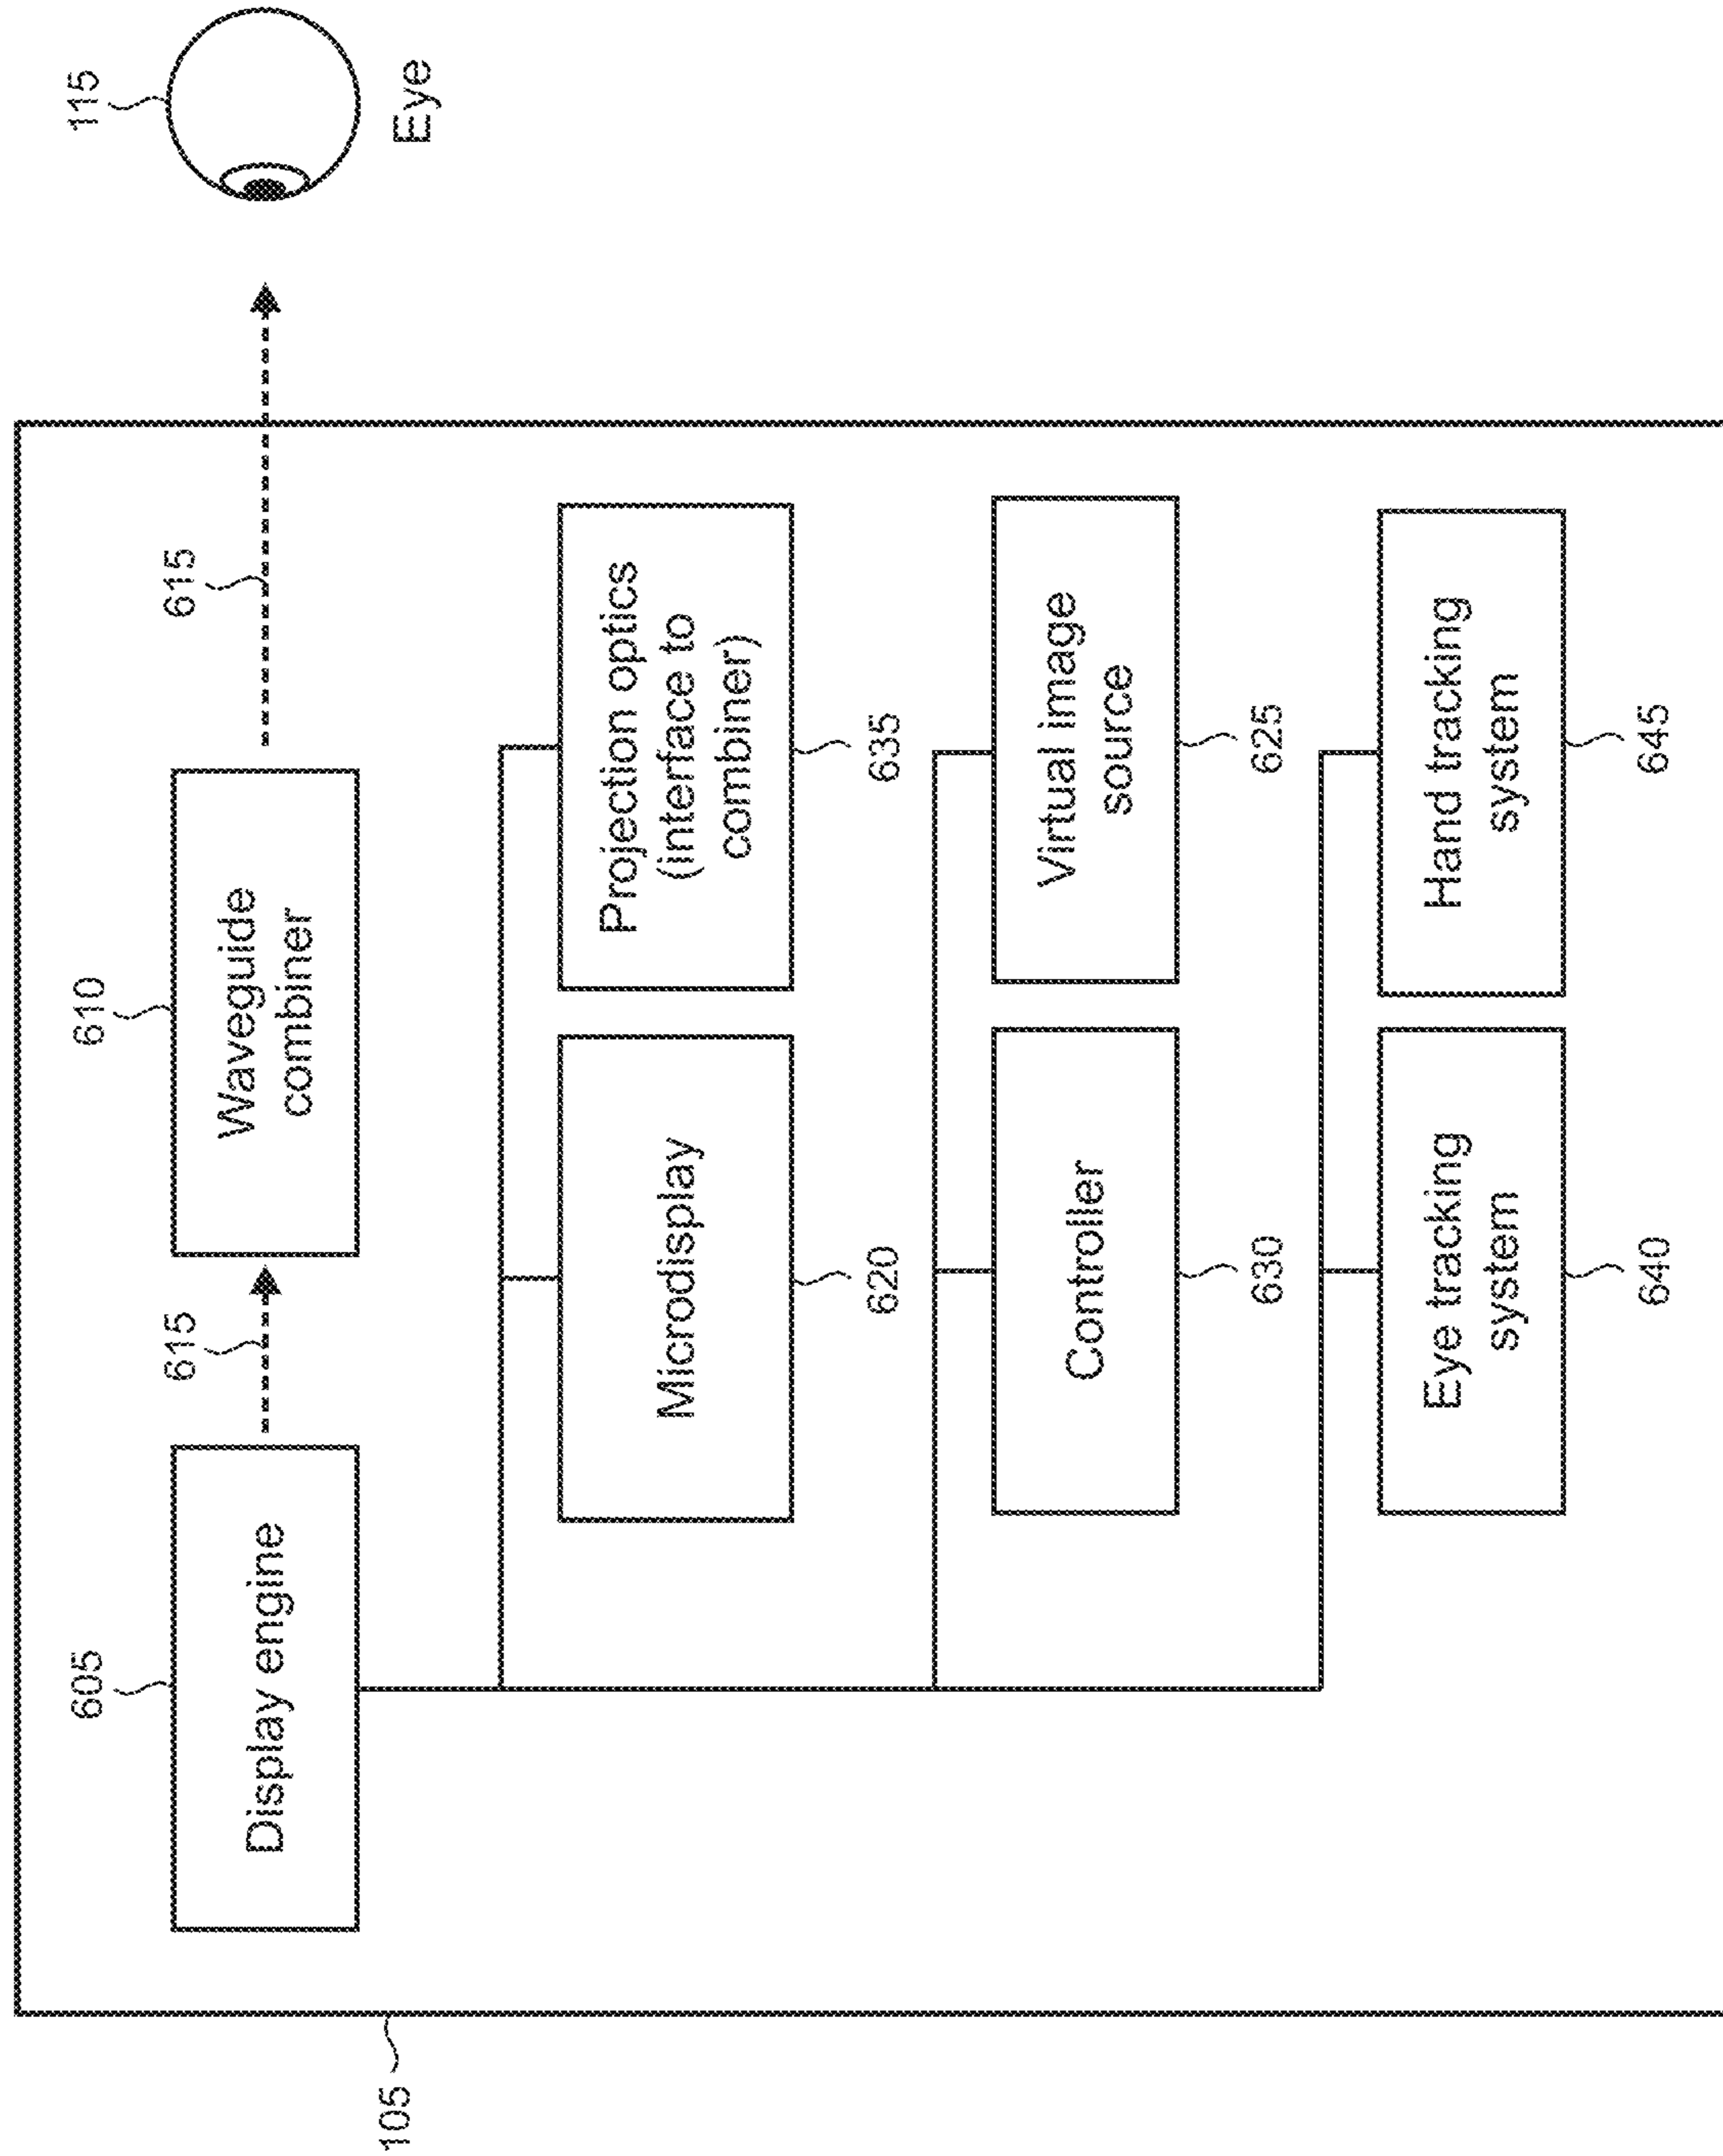 115
Eye
605
615
610
615
Display engine
Waveguide
combiner
Microdisplay
Projection optics
(interface to
combiner)
620
635
105
Controller
Virtual image
source
630
625
Eye tracking
system
Hand tracking
system
640
645